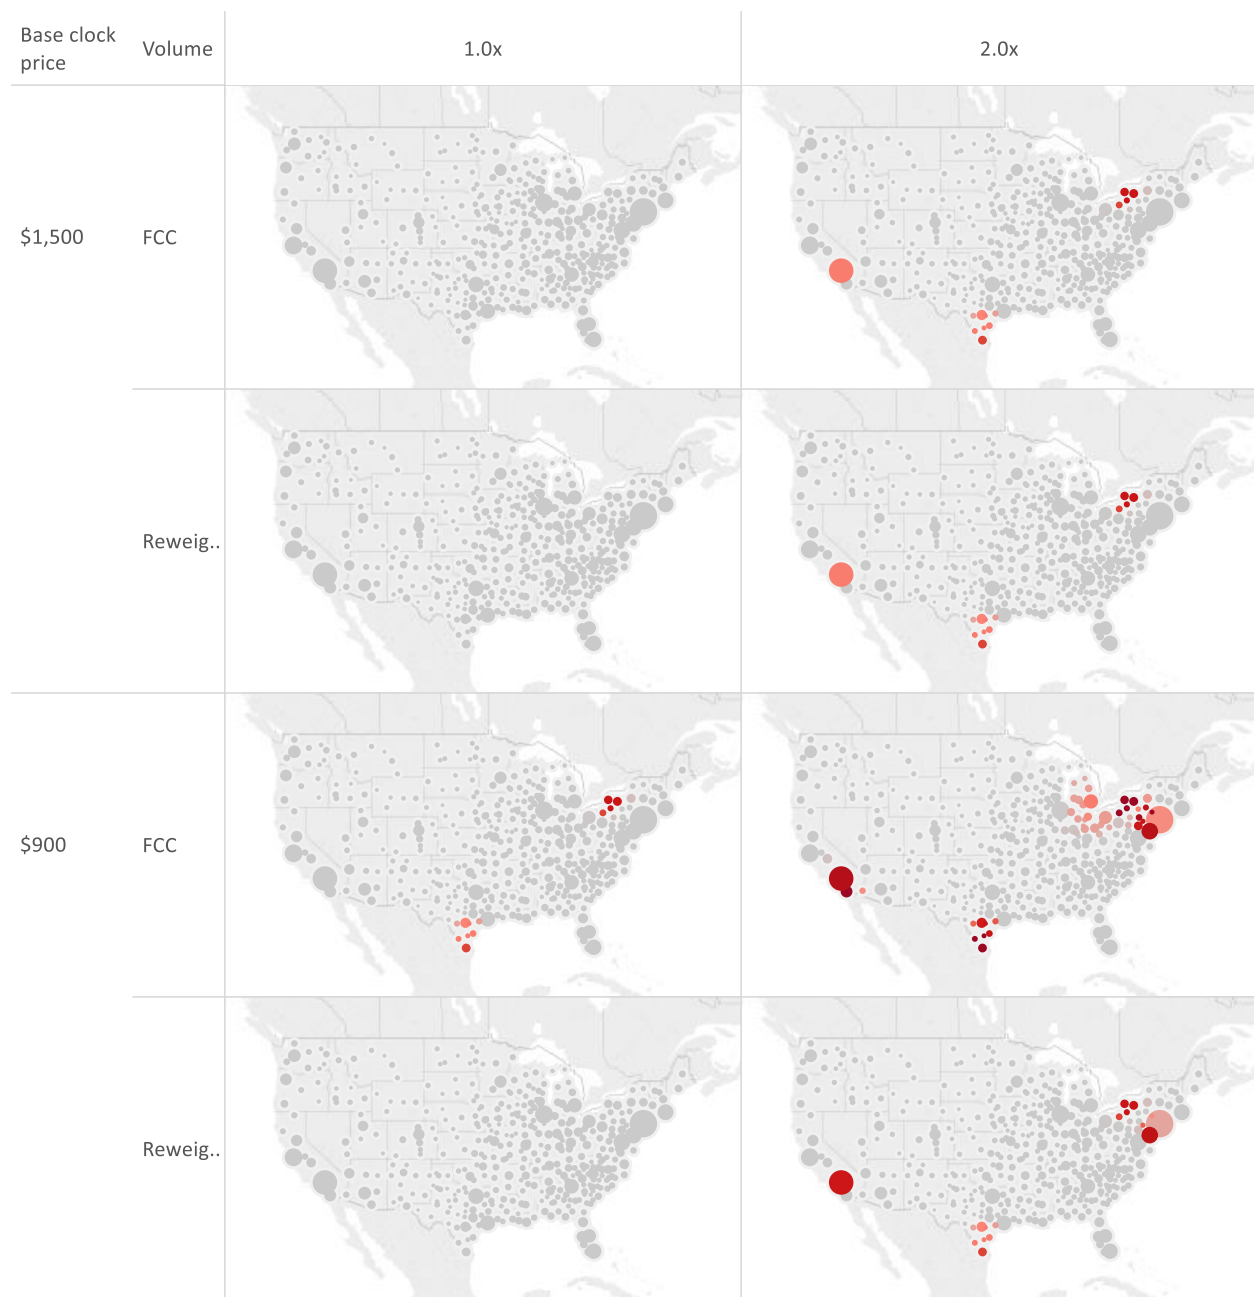 Base clock
price
Volume
1.0x
2.0x
$1,500
FCC
Reweig..
$900
FCC
Reweig..